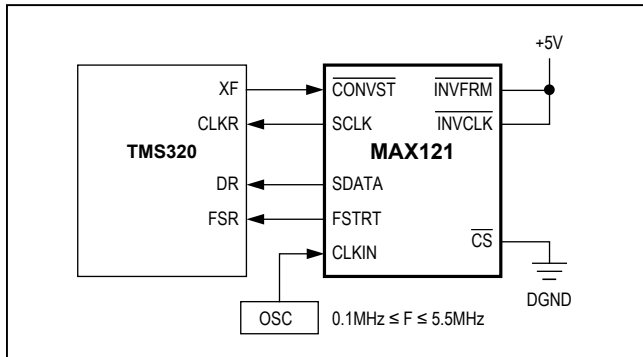 +5V
XF
CONVST
INVFRM
CLKR
SCLK
INVCLK
TMS320
MAX121
DR
SDATA
FSR
FSTRT
CS
CLKIN
DGND
OSC
0.1MHz ≤ F ≤ 5.5MHz